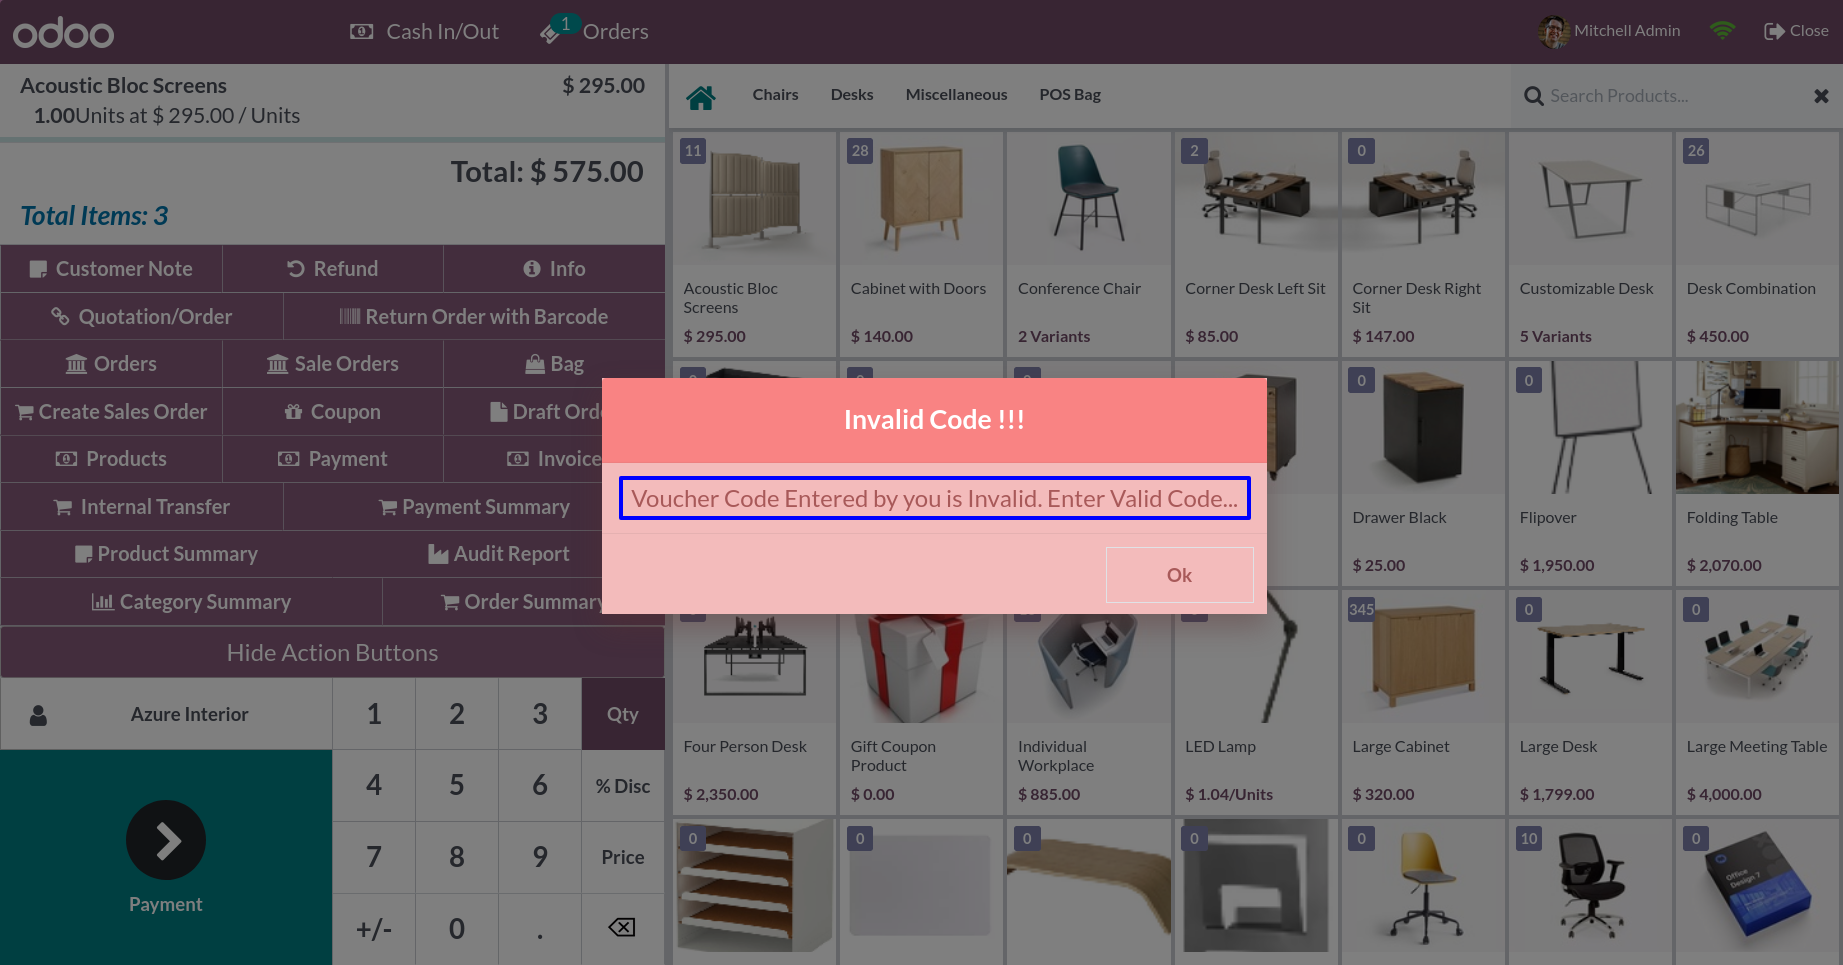 odoo
Cash In/Out
1
Orders
Mitchell Admin
Close
Acoustic Bloc Screens
$ 295.00
1.00Units at $ 295.00 / Units
Total: $ 575.00
Total Items: 3
Customer Note
Refund
Info
Quotation/Order
Return Order with Barcode
Orders
Sale Orders
Bag
Create Sales Order
Coupon
Draft Ord
Products
Payment
Invoice
Internal Transfer
Payment Summary
Product Summary
Audit Report
Category Summary
Order Summary
Hide Action Buttons
Azure Interior
1 2 3 Qty
4 5 6 % Disc
7 8 9 Price
+/- 0 .
Payment
Chairs
Desks
Miscellaneous
POS Bag
Search Products...
11
Acoustic Bloc
Screens
$ 295.00
28
Cabinet with Doors
$ 140.00
Conference Chair
2 Variants
2
Corner Desk Left Sit
$ 85.00
0
Corner Desk Right
Sit
$ 147.00
Customizable Desk
5 Variants
26
Desk Combination
$ 450.00
Invalid Code !!!
Voucher Code Entered by you is Invalid. Enter Valid Code...
Ok
0
Drawer Black
$ 25.00
0
Flipover
$ 1,950.00
Folding Table
$ 2,070.00
Four Person Desk
$ 2,350.00
Gift Coupon
Product
$ 0.00
Individual
Workplace
$ 885.00
LED Lamp
$ 1.04/Units
345
Large Cabinet
$ 320.00
0
Large Desk
$ 1,799.00
0
Large Meeting Table
$ 4,000.00
0
0
0
0
0
10
0
Office
Design 7